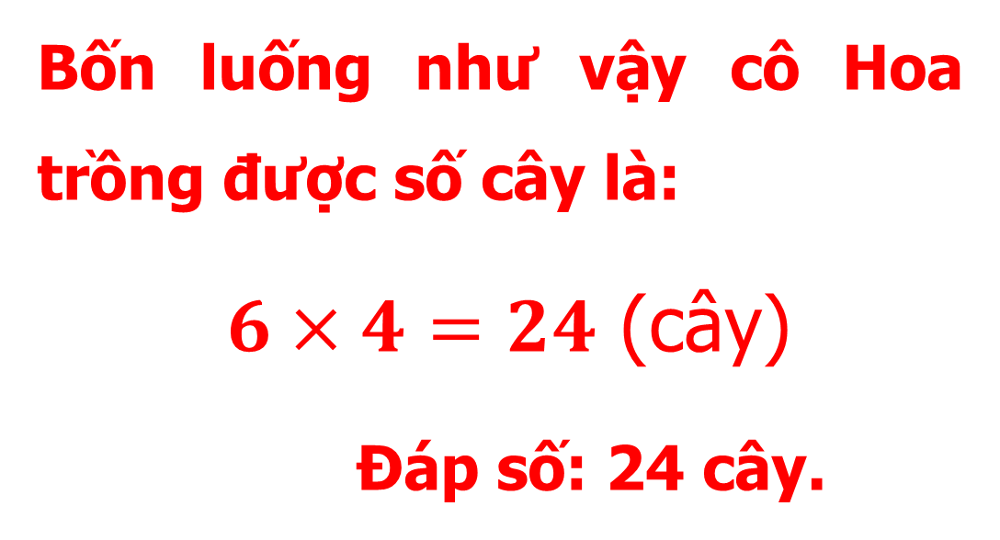 Bốn luống như vậy cô Hoa
trồng được số cây là:
6 × 4 = 24 (cây)
Đáp số: 24 cây.